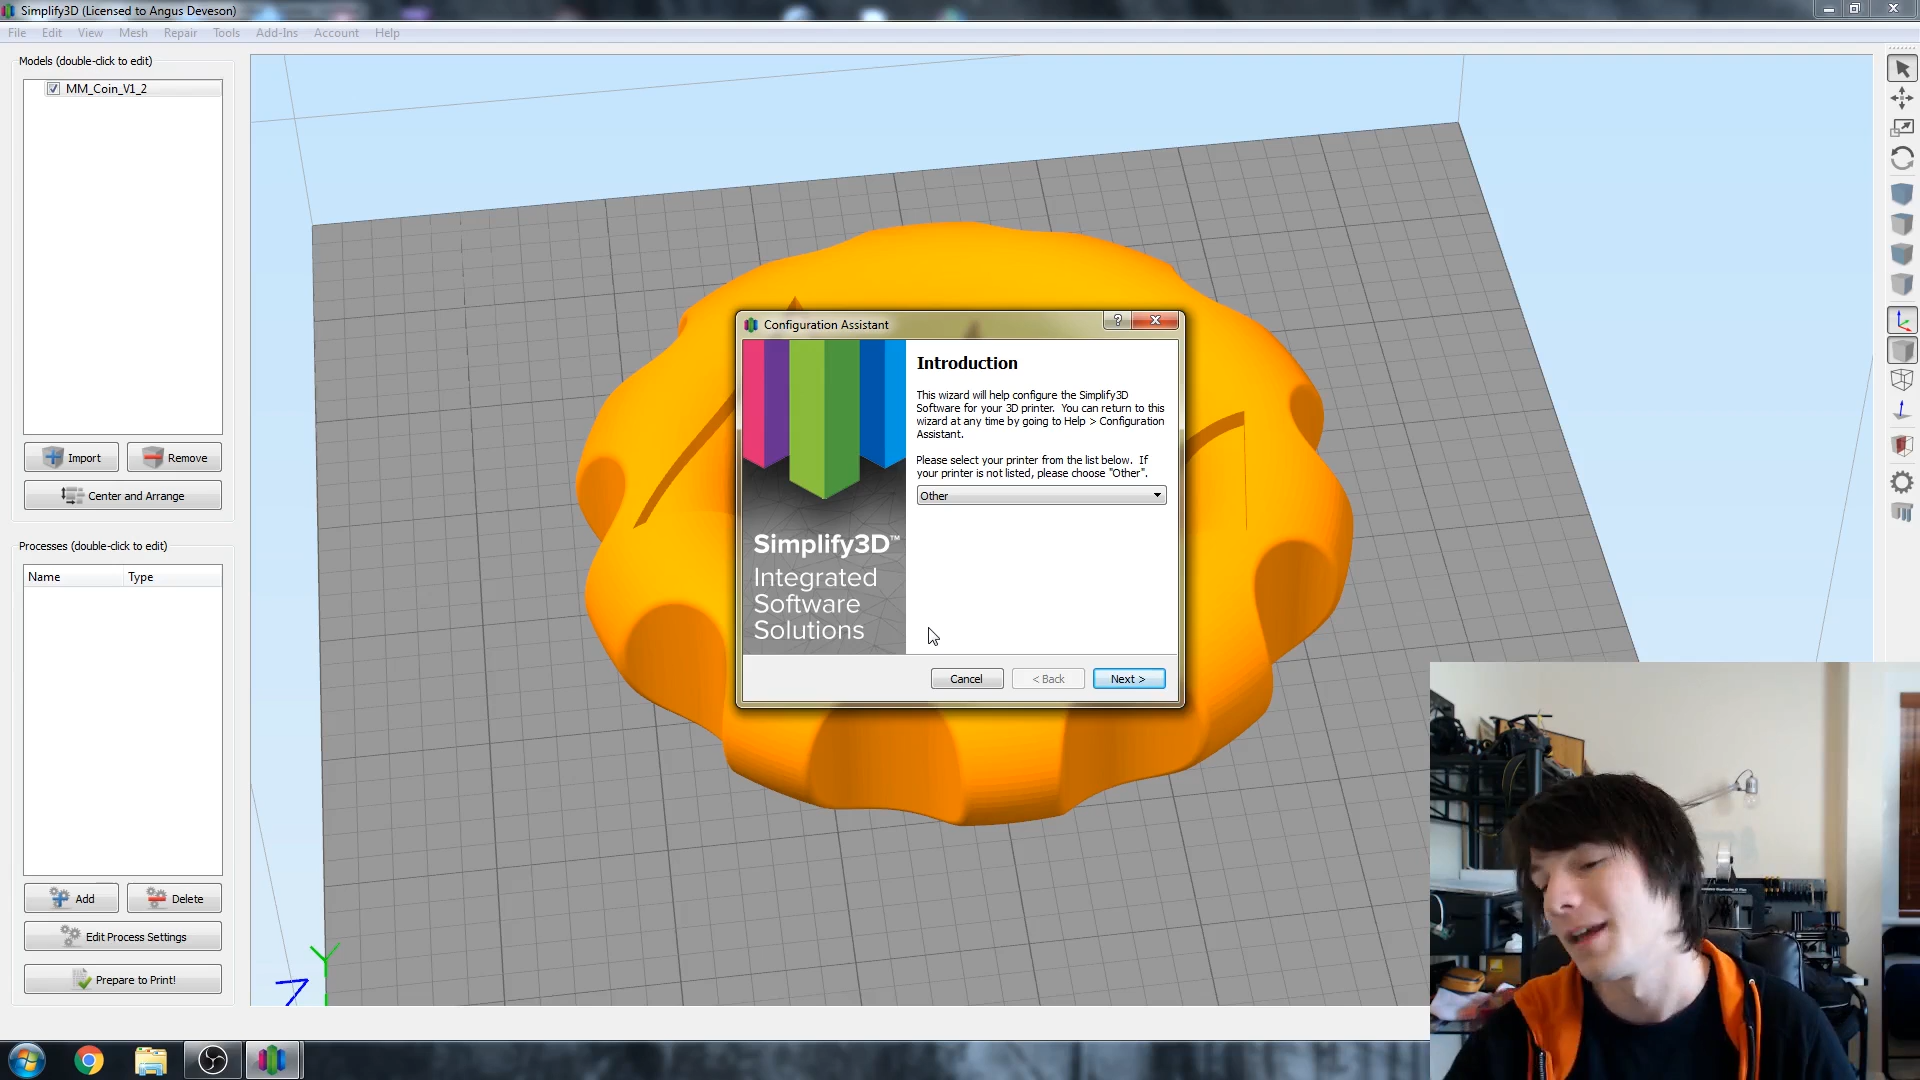 Simplify3D (Licensed to Angus Deveson)
File Edit View Mesh Repair Tools Add-Ins Account Help
Models (double-click to edit)
MM_Coin_V1_2
Import
Remove
Center and Arrange
Processes (double-click to edit)
Name
Type
Add
Delete
Edit Process Settings
Prepare to Print!
Configuration Assistant
Introduction
This wizard will help configure the Simplify3D
Software for your 3D printer. You can return to this
wizard at any time by going to Help > Configuration
Assistant.
Please select your printer from the list below. If
your printer is not listed, please choose "Other".
Other
Simplify3D™
Integrated
Software
Solutions
Cancel
< Back
Next >